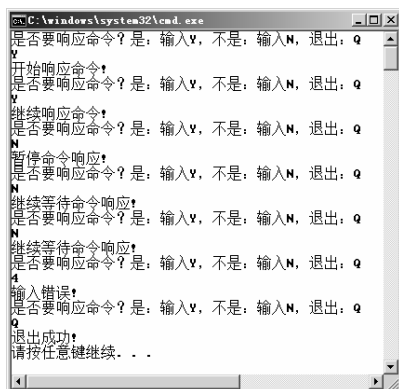 C:\windows\system32\cmd.exe
是否要响应命令？是：输入Y，不是：输入N，退出：Q
Y
开始响应命令！
是否要响应命令？是：输入Y，不是：输入N，退出：Q
Y
继续响应命令！
是否要响应命令？是：输入Y，不是：输入N，退出：Q
N
暂停命令响应！
是否要响应命令？是：输入Y，不是：输入N，退出：Q
N
继续等待命令响应！
是否要响应命令？是：输入Y，不是：输入N，退出：Q
N
继续等待命令响应！
是否要响应命令？是：输入Y，不是：输入N，退出：Q
4
输入错误！
是否要响应命令？是：输入Y，不是：输入N，退出：Q
Q
退出成功！
请按任意键继续. . .